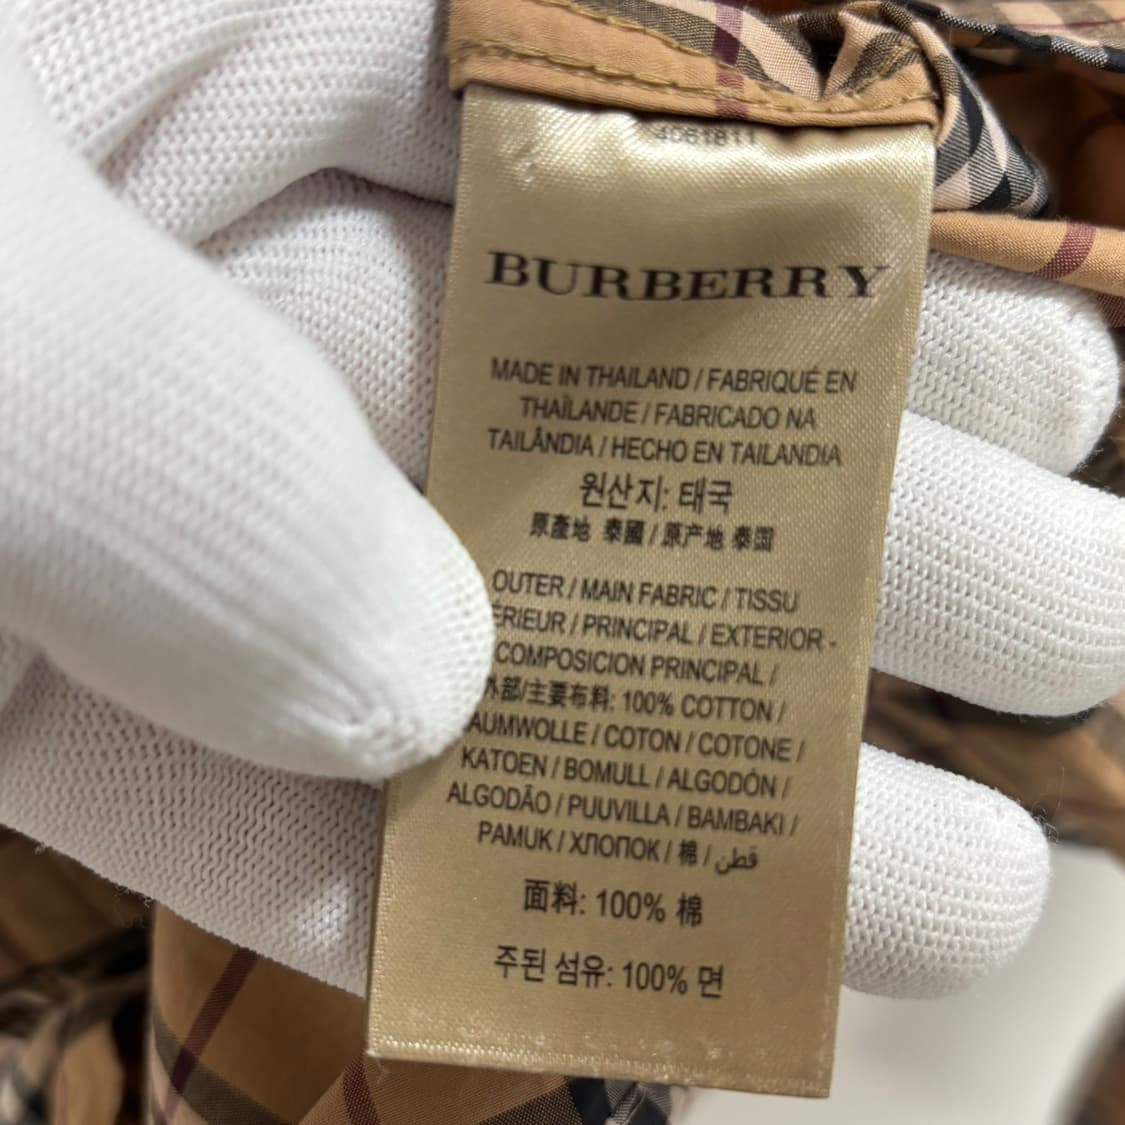 4061811
BURBERRY
MADE IN THAILAND / FABRIQUÉ EN
THAÏLANDE / FABRICADO NA
TAILÂNDIA / HECHO EN TAILANDIA
원산지: 태국
原產地 泰國 / 原产地 泰国
OUTER / MAIN FABRIC / TISSU
ÉRIEUR / PRINCIPAL / EXTERIOR -
COMPOSICION PRINCIPAL /
外部/主要布料: 100% COTTON /
AUMWOLLE / COTON / COTONE /
KATOEN / BOMULL / ALGODÓN /
ALGODÃO / PUUVILLA / BAMBAKI /
PAMUK / ХЛОПОК / 棉 / قطن
面料: 100% 棉
주된 섬유: 100% 면